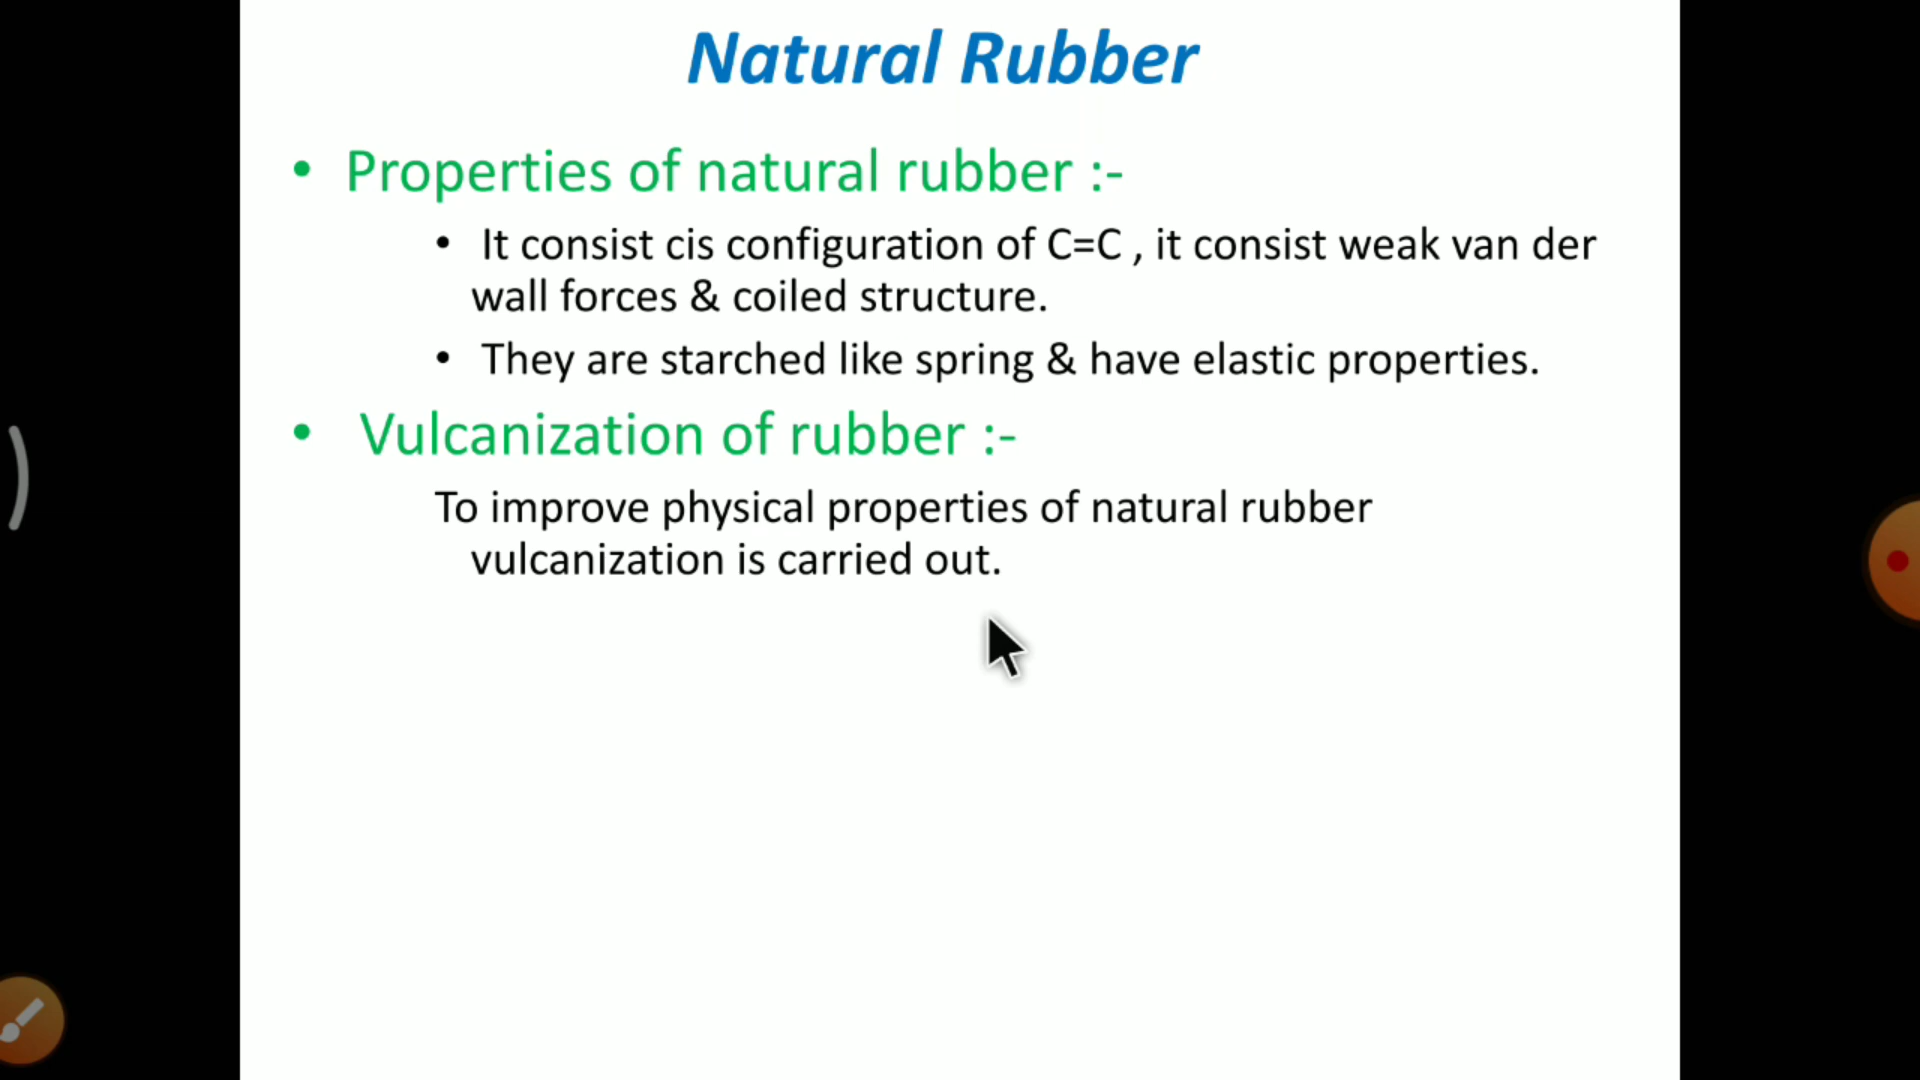 Natural Rubber
• Properties of natural rubber :-
• It consist cis configuration of C=C , it consist weak van der
wall forces & coiled structure.
• They are starched like spring & have elastic properties.
• Vulcanization of rubber :-
To improve physical properties of natural rubber
vulcanization is carried out.